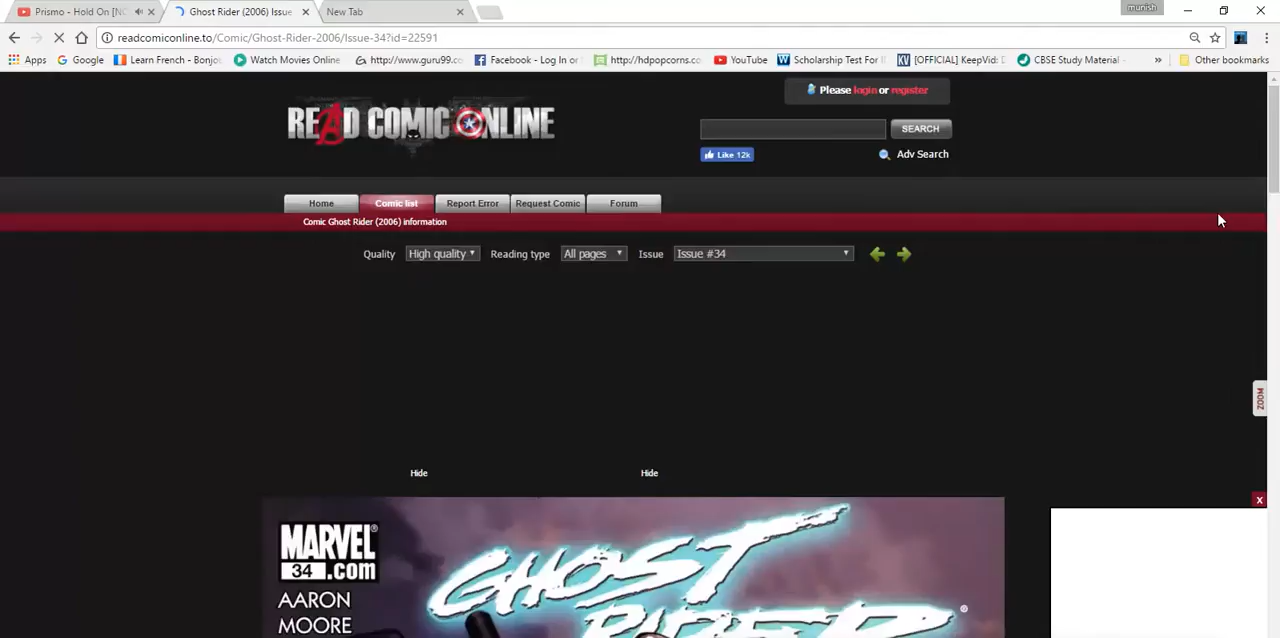 Prismo - Hold On [NC
Ghost Rider (2006) Issue
New Tab
munish
readcomiconline.to/Comic/Ghost-Rider-2006/Issue-34?id=22591
Apps Google Learn French - Bonjo Watch Movies Online http://www.guru99.c Facebook - Log In or http://hdpopcorns.co YouTube Scholarship Test For I [OFFICIAL] KeepVid: D CBSE Study Material - » Other bookmarks
Please login or register
READ COMIC ONLINE
SEARCH
Like 12k
Adv Search
Home Comic list Report Error Request Comic Forum
Comic Ghost Rider (2006) information
Quality High quality Reading type All pages Issue Issue #34
ZOOM
Hide Hide
x
MARVEL®
34 .com
GHOST
RIDER ®
AARON
MOORE